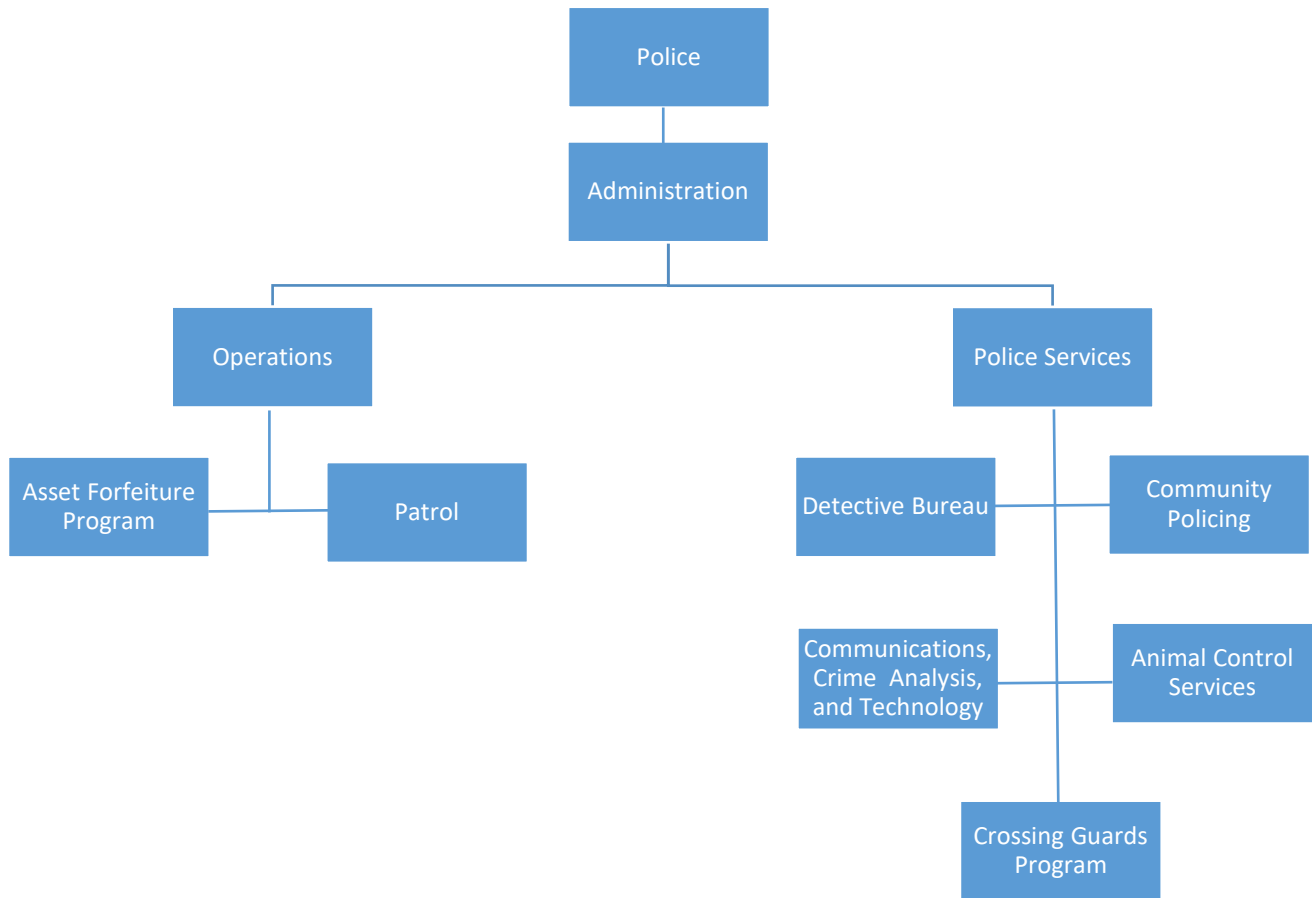 Police
Administration
Operations
Police Services
Asset Forfeiture
Program
Patrol
Detective Bureau
Community
Policing
Communications,
Crime  Analysis,
and Technology
Animal Control
Services
Crossing Guards
Program